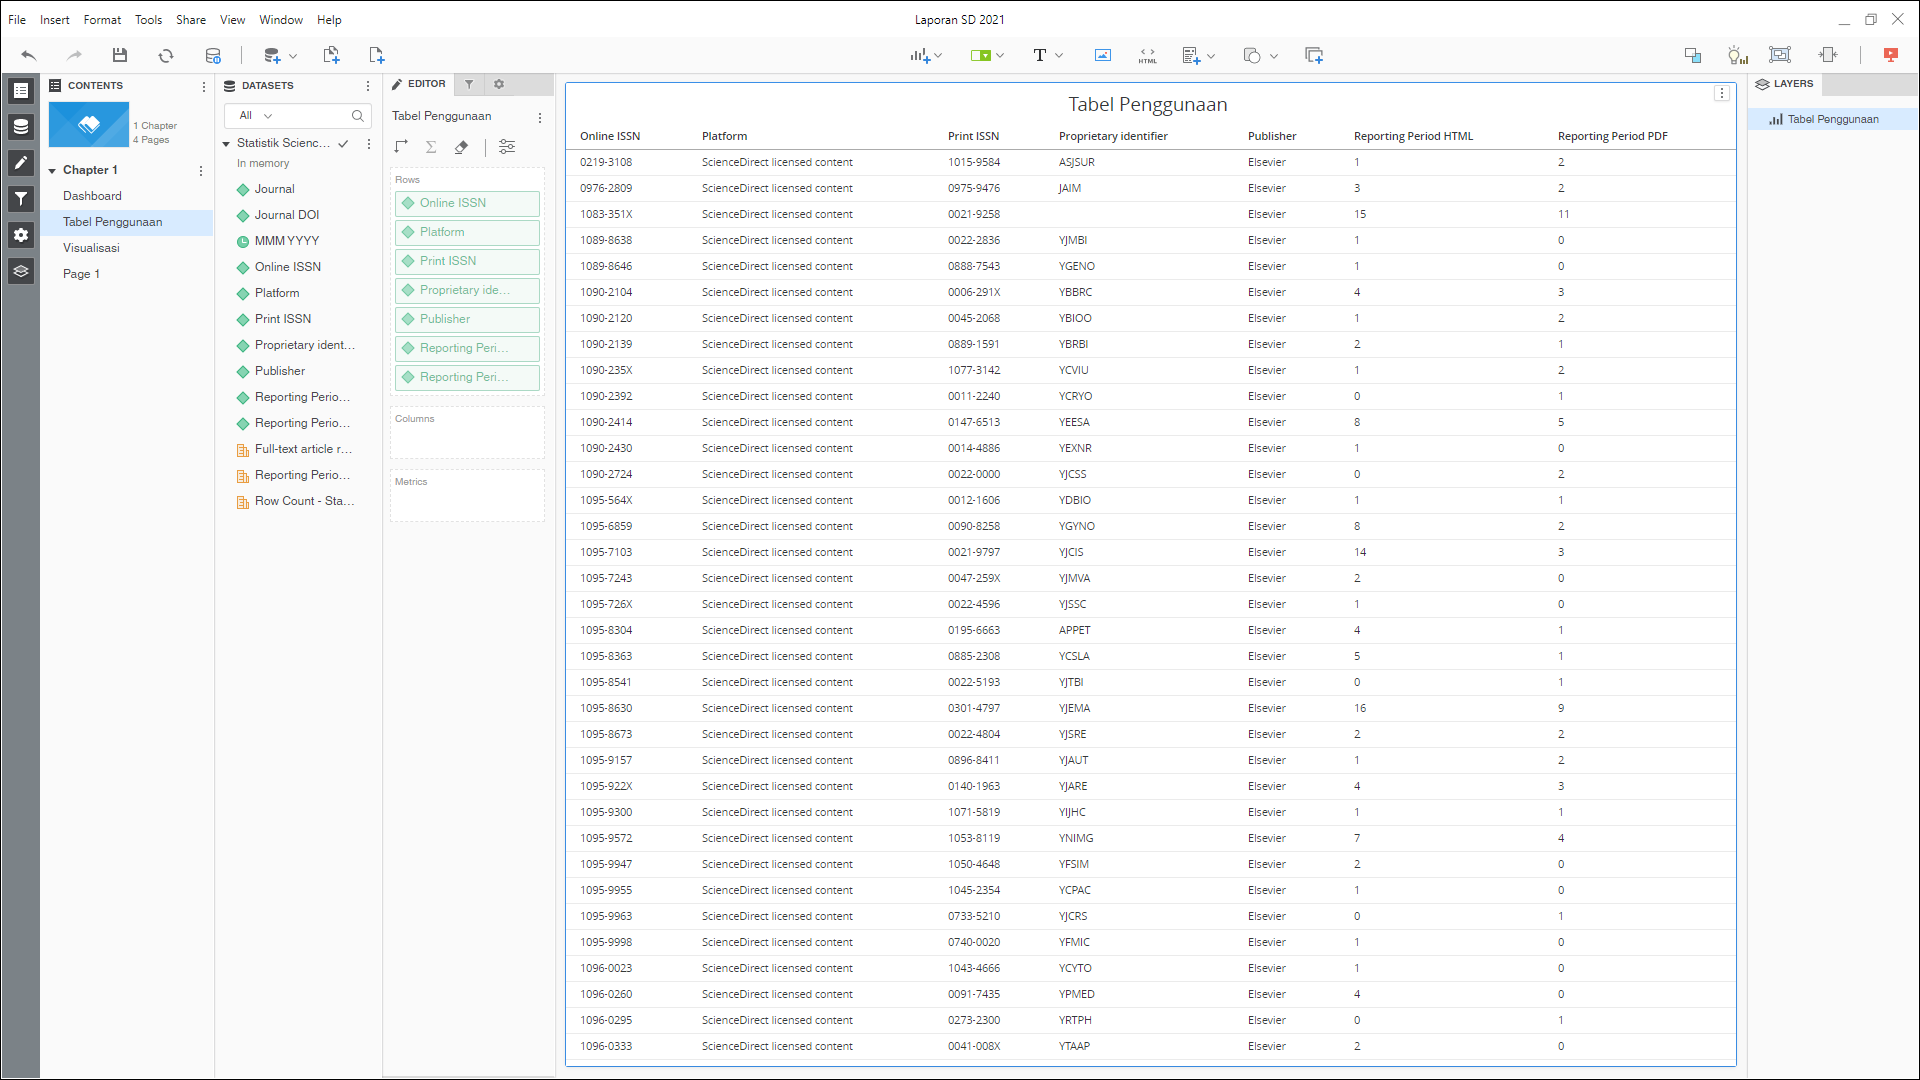 Laporan SD 2021
File Insert Format Tools Share View Window Help
HTML
CONTENTS
1 Chapter
4 Pages
Chapter 1
Dashboard
Tabel Penggunaan
Visualisasi
Page 1
DATASETS
All
Statistik Scienc...
In memory
Journal
Journal DOI
MMM YYYY
Online ISSN
Platform
Print ISSN
Proprietary ident...
Publisher
Reporting Perio...
Reporting Perio...
Full-text article r...
Reporting Perio...
Row Count - Sta...
EDITOR
Tabel Penggunaan
Rows
Online ISSN
Platform
Print ISSN
Proprietary ide...
Publisher
Reporting Peri...
Reporting Peri...
Columns
Metrics
Tabel Penggunaan
Online ISSN Platform Print ISSN Proprietary identifier Publisher Reporting Period HTML Reporting Period PDF
0219-3108 ScienceDirect licensed content 1015-9584 ASJSUR Elsevier 1 2
0976-2809 ScienceDirect licensed content 0975-9476 JAIM Elsevier 3 2
1083-351X ScienceDirect licensed content 0021-9258 Elsevier 15 11
1089-8638 ScienceDirect licensed content 0022-2836 YJMBI Elsevier 1 0
1089-8646 ScienceDirect licensed content 0888-7543 YGENO Elsevier 1 0
1090-2104 ScienceDirect licensed content 0006-291X YBBRC Elsevier 4 3
1090-2120 ScienceDirect licensed content 0045-2068 YBIOO Elsevier 1 2
1090-2139 ScienceDirect licensed content 0889-1591 YBRBI Elsevier 2 1
1090-235X ScienceDirect licensed content 1077-3142 YCVIU Elsevier 1 2
1090-2392 ScienceDirect licensed content 0011-2240 YCRYO Elsevier 0 1
1090-2414 ScienceDirect licensed content 0147-6513 YEESA Elsevier 8 5
1090-2430 ScienceDirect licensed content 0014-4886 YEXNR Elsevier 1 0
1090-2724 ScienceDirect licensed content 0022-0000 YJCSS Elsevier 0 2
1095-564X ScienceDirect licensed content 0012-1606 YDBIO Elsevier 1 1
1095-6859 ScienceDirect licensed content 0090-8258 YGYNO Elsevier 8 2
1095-7103 ScienceDirect licensed content 0021-9797 YJCIS Elsevier 14 3
1095-7243 ScienceDirect licensed content 0047-259X YJMVA Elsevier 2 0
1095-726X ScienceDirect licensed content 0022-4596 YJSSC Elsevier 1 0
1095-8304 ScienceDirect licensed content 0195-6663 APPET Elsevier 4 1
1095-8363 ScienceDirect licensed content 0885-2308 YCSLA Elsevier 5 1
1095-8541 ScienceDirect licensed content 0022-5193 YJTBI Elsevier 0 1
1095-8630 ScienceDirect licensed content 0301-4797 YJEMA Elsevier 16 9
1095-8673 ScienceDirect licensed content 0022-4804 YJSRE Elsevier 2 2
1095-9157 ScienceDirect licensed content 0896-8411 YJAUT Elsevier 1 2
1095-922X ScienceDirect licensed content 0140-1963 YJARE Elsevier 4 3
1095-9300 ScienceDirect licensed content 1071-5819 YIJHC Elsevier 1 1
1095-9572 ScienceDirect licensed content 1053-8119 YNIMG Elsevier 7 4
1095-9947 ScienceDirect licensed content 1050-4648 YFSIM Elsevier 2 0
1095-9955 ScienceDirect licensed content 1045-2354 YCPAC Elsevier 1 0
1095-9963 ScienceDirect licensed content 0733-5210 YJCRS Elsevier 0 1
1095-9998 ScienceDirect licensed content 0740-0020 YFMIC Elsevier 1 0
1096-0023 ScienceDirect licensed content 1043-4666 YCYTO Elsevier 1 0
1096-0260 ScienceDirect licensed content 0091-7435 YPMED Elsevier 4 0
1096-0295 ScienceDirect licensed content 0273-2300 YRTPH Elsevier 0 1
1096-0333 ScienceDirect licensed content 0041-008X YTAAP Elsevier 2 0
LAYERS
Tabel Penggunaan